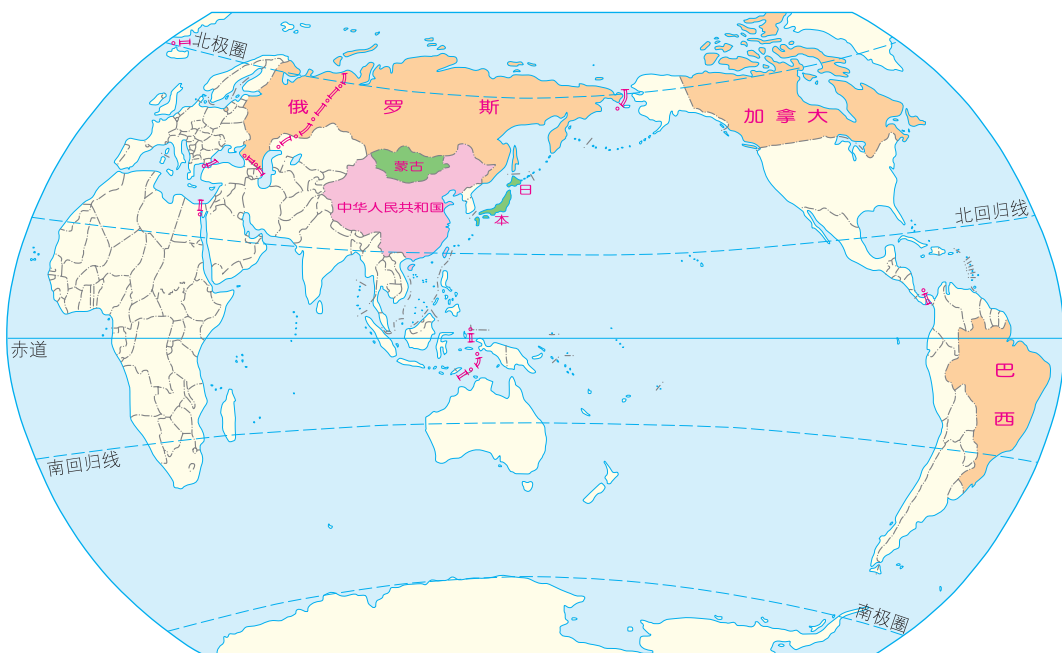 北极圈
俄罗斯
加拿大
蒙古
中华人民共和国
日本
北回归线
赤道
巴西
南回归线
南极圈